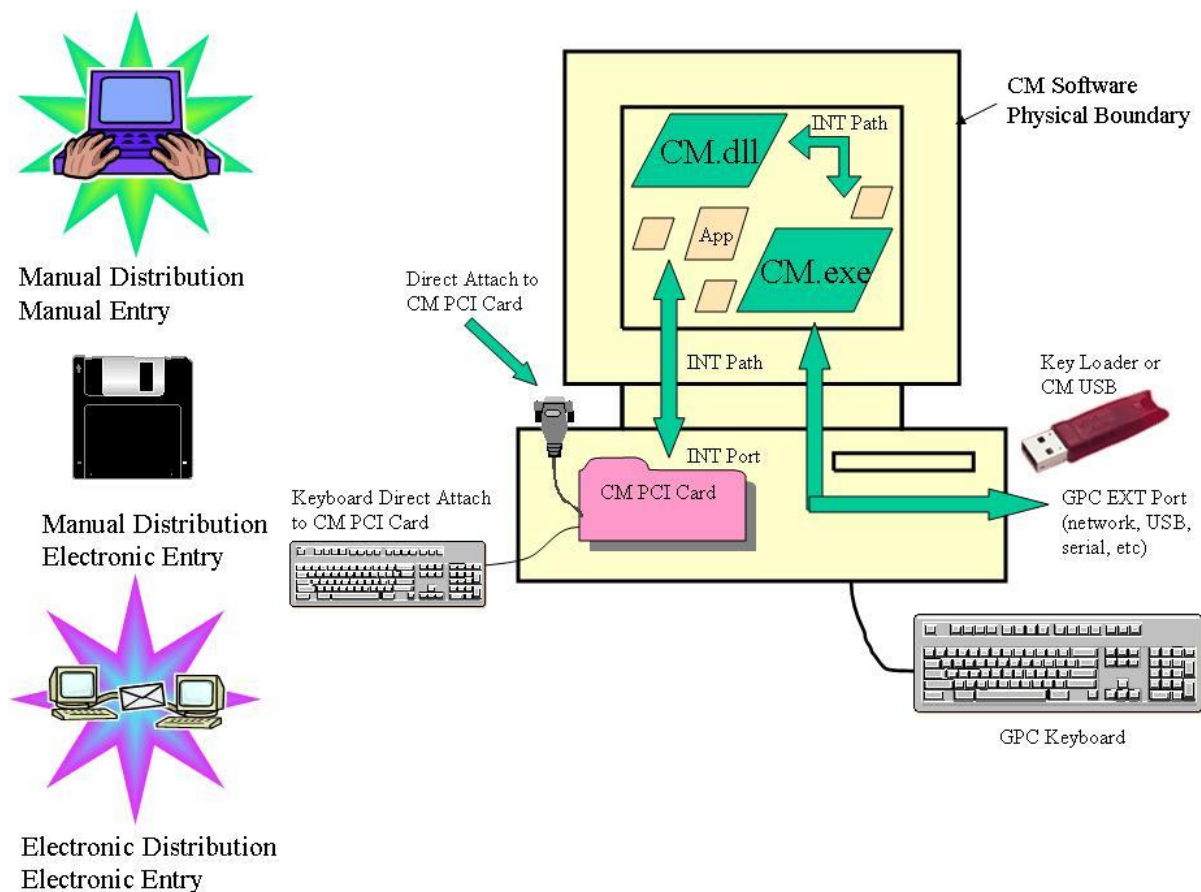 Manual Distribution
Manual Entry
Manual Distribution
Electronic Entry
Electronic Distribution
Electronic Entry
CM Software
Physical Boundary
INT Path
CM.dll
App
CM.exe
Direct Attach to
CM PCI Card
INT Path
Key Loader or
CM USB
INT Port
CM PCI Card
Keyboard Direct Attach
to CM PCI Card
GPC EXT Port
(network, USB,
serial, etc)
GPC Keyboard